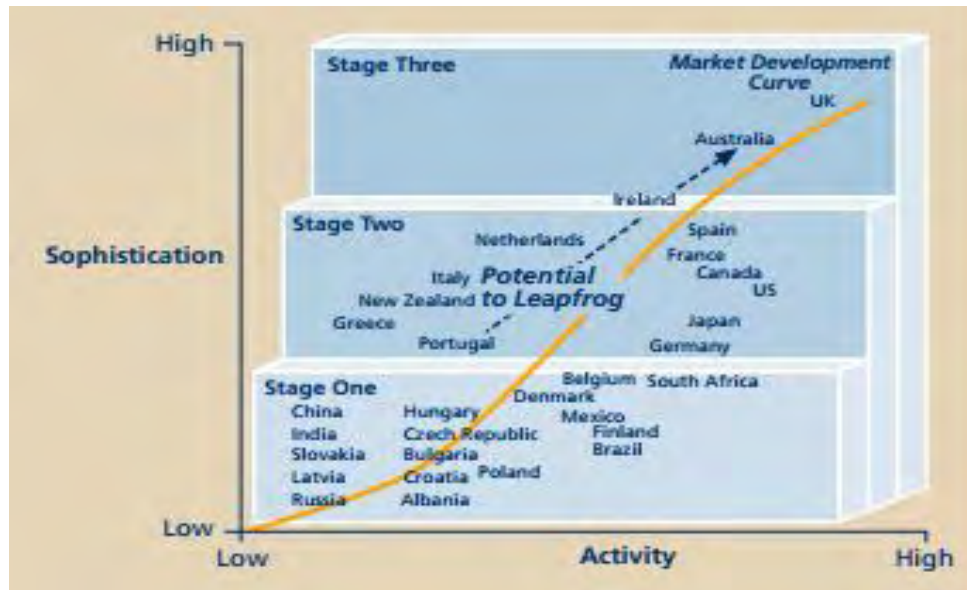 High
Stage Three
Market Development
Curve
UK
Australia
Ireland
Stage Two
Spain
Netherlands
France
Sophistication
Canada
Italy
Potential
US
New Zealand
to Leapfrog
Greece
Japan
Portugal
Germany
Stage One
Belgium
South Africa
Denmark
China
Hungary
Mexico
India
Czech Republic
Finland
Slovakia
Bulgaria
Brazil
Latvia
Croatia
Poland
Russia
Albania
Low
Low
Activity
High